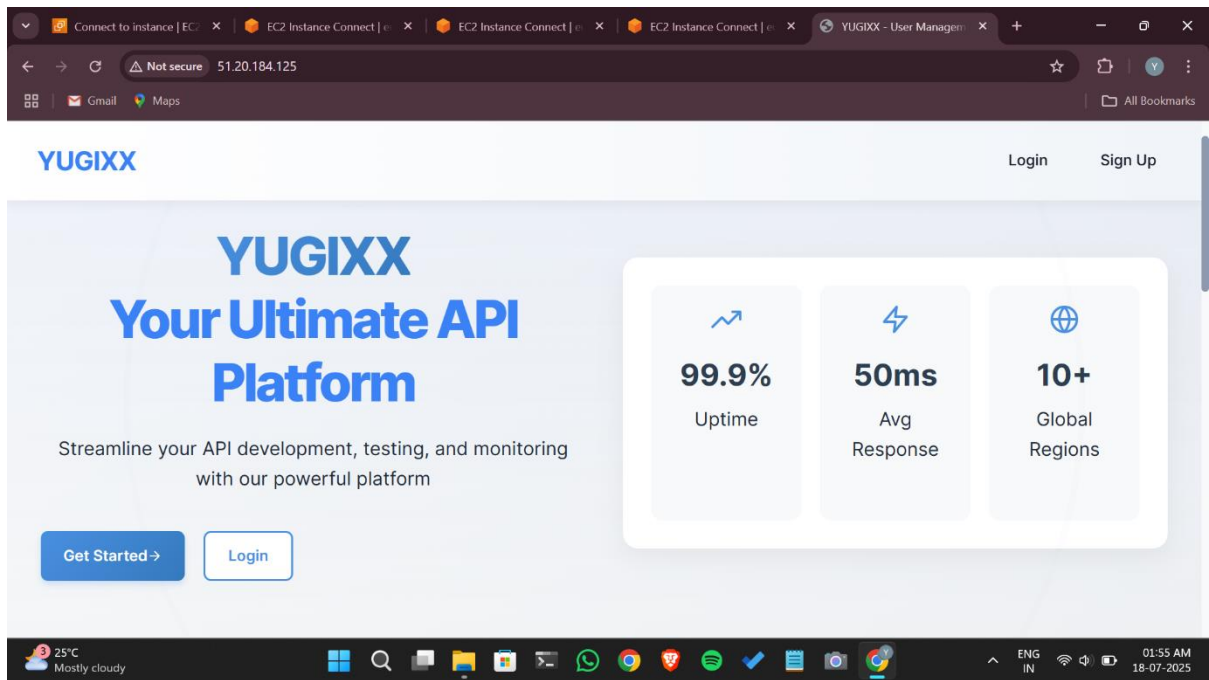 Connect to instance | EC2
EC2 Instance Connect | e
EC2 Instance Connect | e
EC2 Instance Connect | e
YUGIXX - User Managem
Not secure
51.20.184.125
Y
Gmail
Maps
All Bookmarks
YUGIXX
Login
Sign Up
YUGIXX
Your Ultimate API
Platform
Streamline your API development, testing, and monitoring
with our powerful platform
Get Started→
Login
99.9%
Uptime
50ms
Avg
Response
10+
Global
Regions
3
25°C
Mostly cloudy
ENG
IN
01:55 AM
18-07-2025